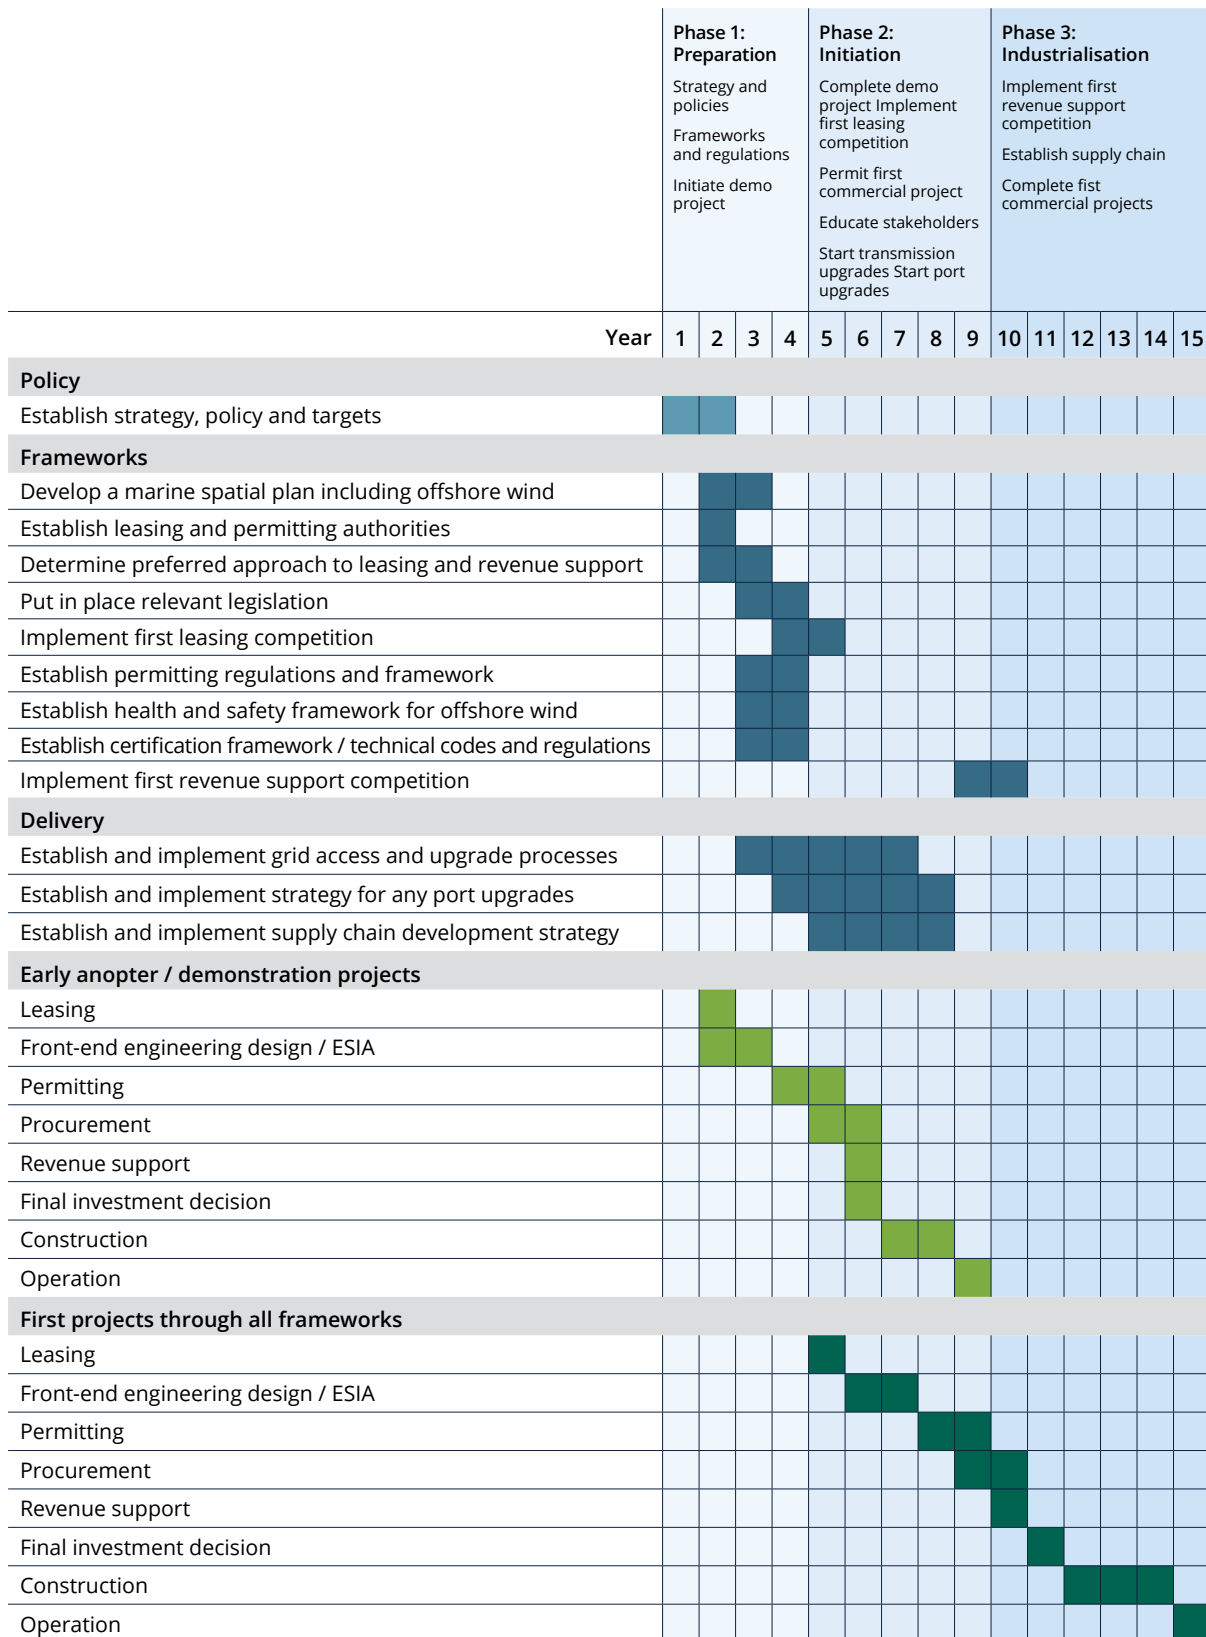 Phase 1:
Preparation
Strategy and
policies
Frameworks
and regulations
Initiate demo
project
Phase 2:
Initiation
Complete demo
project Implement
first leasing
competition
Permit first
commercial project
Educate stakeholders
Start transmission
upgrades Start port
upgrades
Phase 3:
Industrialisation
Implement first
revenue support
competition
Establish supply chain
Complete fist
commercial projects
Year 1 2 3 4 5 6 7 8 9 10 11 12 13 14 15
Policy
Establish strategy, policy and targets
Frameworks
Develop a marine spatial plan including offshore wind
Establish leasing and permitting authorities
Determine preferred approach to leasing and revenue support
Put in place relevant legislation
Implement first leasing competition
Establish permitting regulations and framework
Establish health and safety framework for offshore wind
Establish certification framework / technical codes and regulations
Implement first revenue support competition
Delivery
Establish and implement grid access and upgrade processes
Establish and implement strategy for any port upgrades
Establish and implement supply chain development strategy
Early anopter / demonstration projects
Leasing
Front-end engineering design / ESIA
Permitting
Procurement
Revenue support
Final investment decision
Construction
Operation
First projects through all frameworks
Leasing
Front-end engineering design / ESIA
Permitting
Procurement
Revenue support
Final investment decision
Construction
Operation